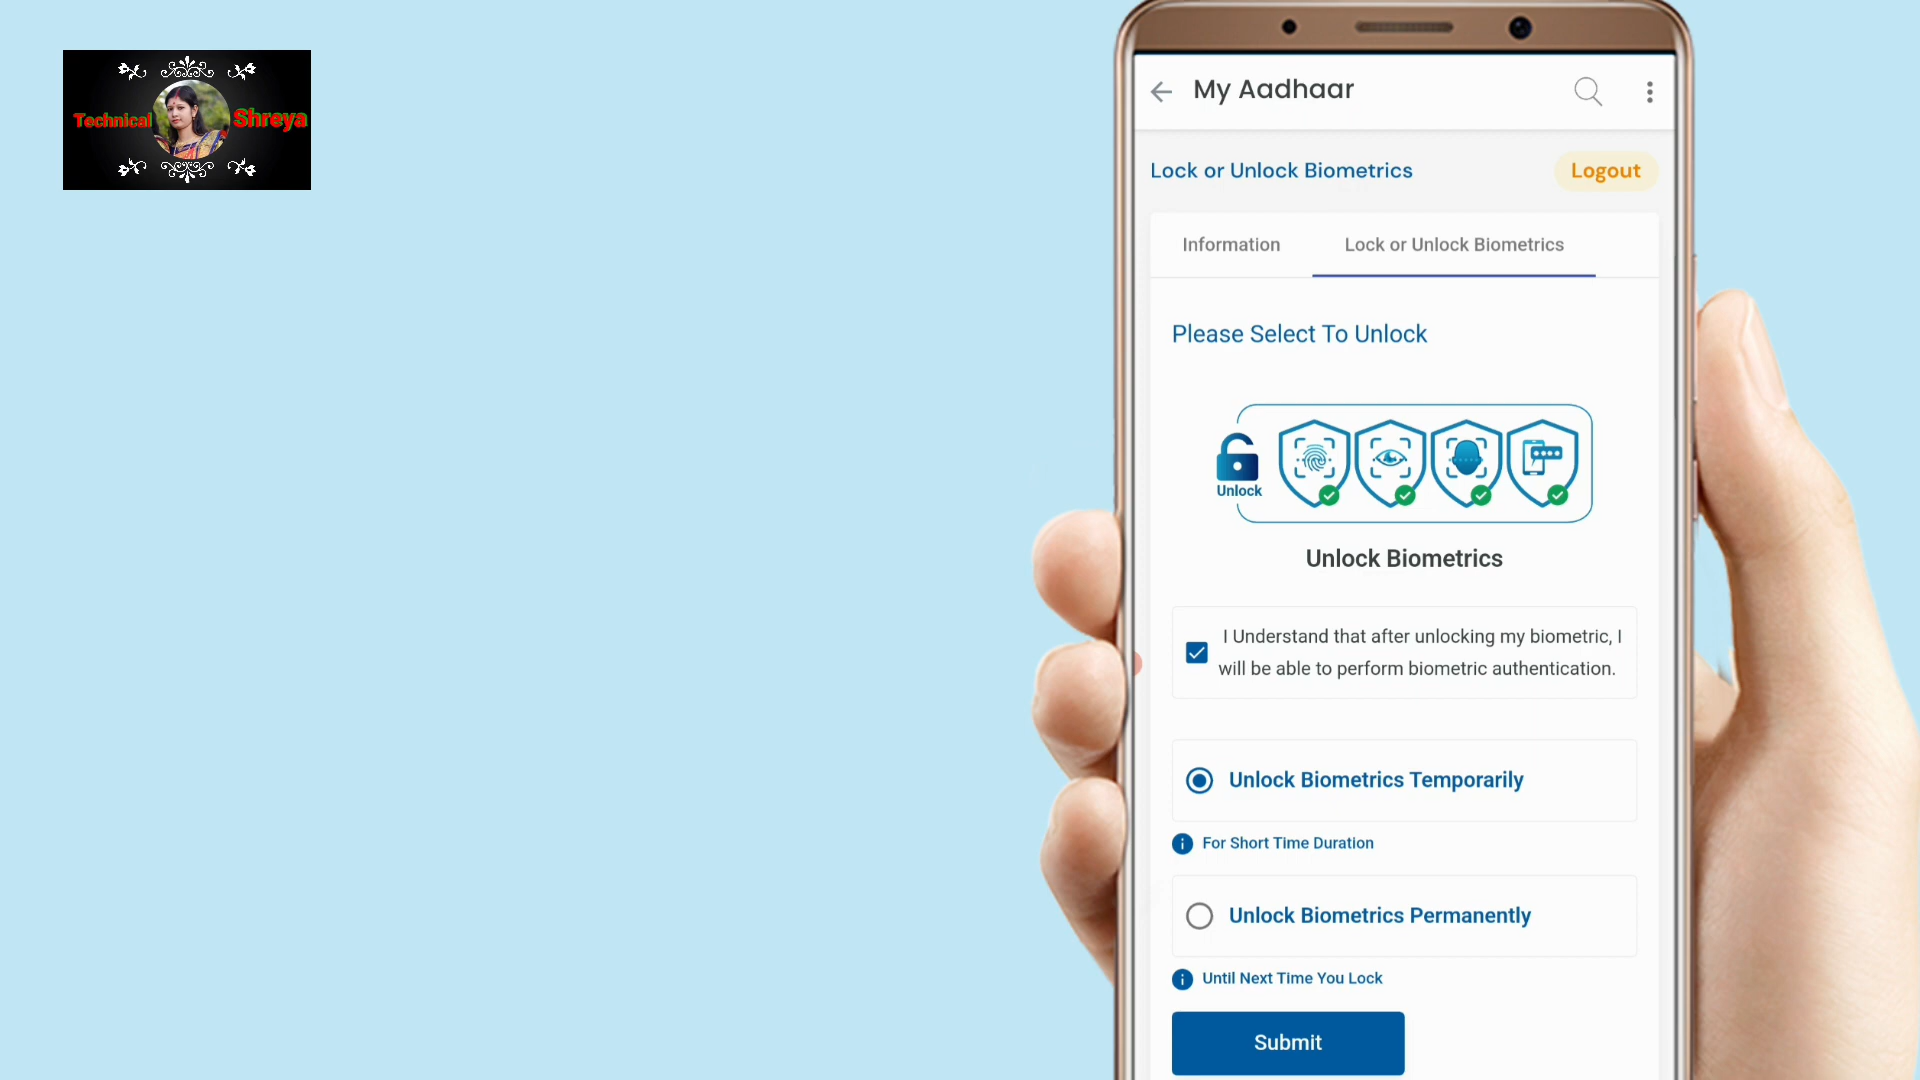 Technical Shreya
My Aadhaar
Lock or Unlock Biometrics
Logout
Information
Lock or Unlock Biometrics
Please Select To Unlock
Unlock
Unlock Biometrics
I Understand that after unlocking my biometric, I
will be able to perform biometric authentication.
Unlock Biometrics Temporarily
For Short Time Duration
Unlock Biometrics Permanently
Until Next Time You Lock
Submit